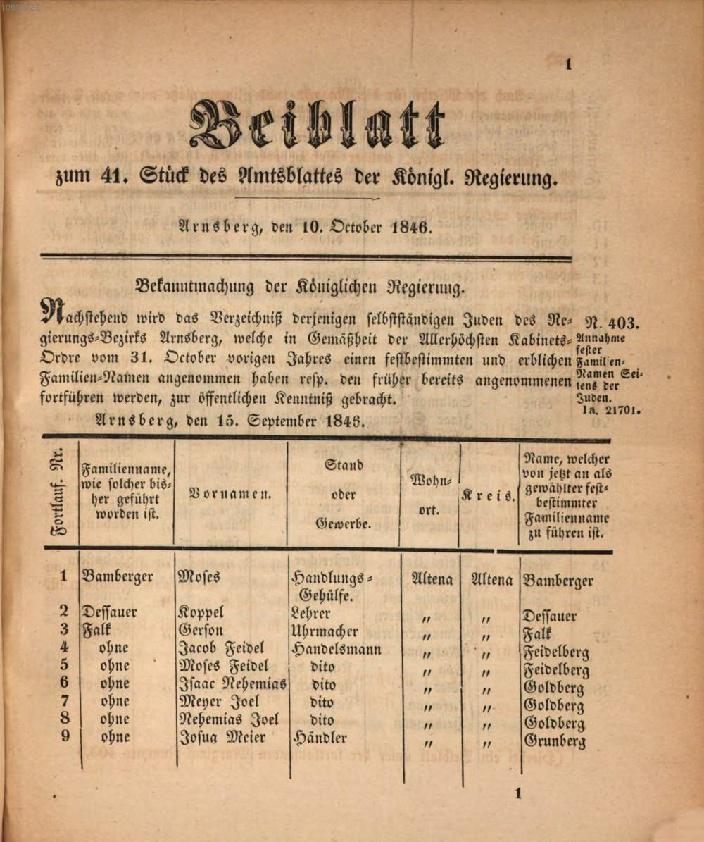 1
Beiblatt
zum 41. Stück des Amtsblattes der Königl. Regierung.
Arnsberg, den 10. October 1846.
Bekanntmachung der Königlichen Regierung.
Nachstehend wird das Verzeichniß derjenigen selbstständigen Juden des Re-
gierungs-Bezirks Arnsberg, welche in Gemäßheit der Allerhöchsten Kabinets-
Ordre vom 31. October vorigen Jahres einen festbestimmten und erblichen
Familien-Namen angenommen haben resp. den früher bereits angenommenen
fortführen werden, zur öffentlichen Kenntniß gebracht.
Arnsberg, den 15. September 1846.
N. 403.
Annahme
fester
Familien-
Namen Sei-
tens der
Juden.
Ia. 21701.
Fortlauf. Nr.
Familienname,
wie solcher bis-
her geführt
worden ist.
Vornamen.
Stand
oder
Gewerbe.
Wohn-
ort.
Kreis.
Name, welcher
von jetzt an als
gewählter fest-
bestimmter
Familienname
zu führen ist.
1 Bamberger Moses Handlungs- Altena Altena Bamberger
Gehülfe.
2 Dessauer Koppel Lehrer „ „ Dessauer
3 Falk Gerson Uhrmacher „ „ Falk
4 ohne Jacob Feidel Handelsmann „ „ Feidelberg
5 ohne Moses Feidel dito „ „ Feidelberg
6 ohne Isaac Nehemias dito „ „ Goldberg
7 ohne Meyer Joel dito „ „ Goldberg
8 ohne Nehemias Joel dito „ „ Goldberg
9 ohne Josua Meier Händler „ „ Grunberg
1